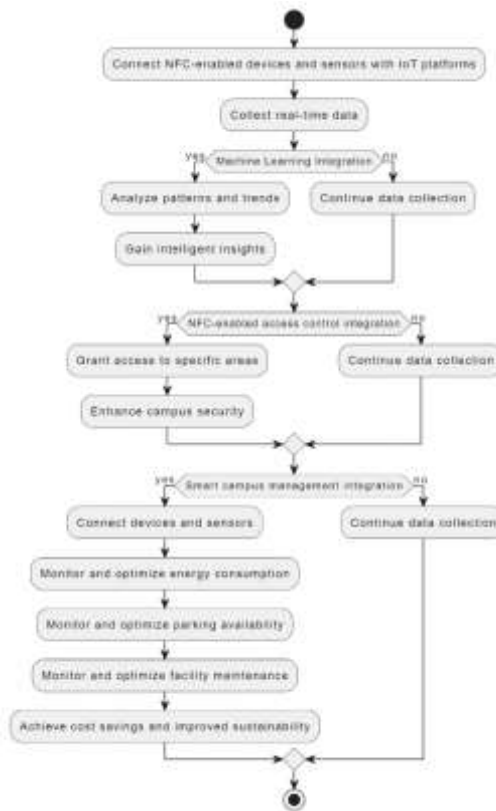 Connect NFC-enabled devices and sensors with IoT platforms
Collect real-time data
yes
Machine Learning Integration
no
Analyze patterns and trends
Continue data collection
Gain intelligent insights
yes
NFC-enabled access control integration
no
Grant access to specific areas
Continue data collection
Enhance campus security
yes
Smart campus management integration
no
Connect devices and sensors
Continue data collection
Monitor and optimize energy consumption
Monitor and optimize parking availability
Monitor and optimize facility maintenance
Achieve cost savings and improved sustainability